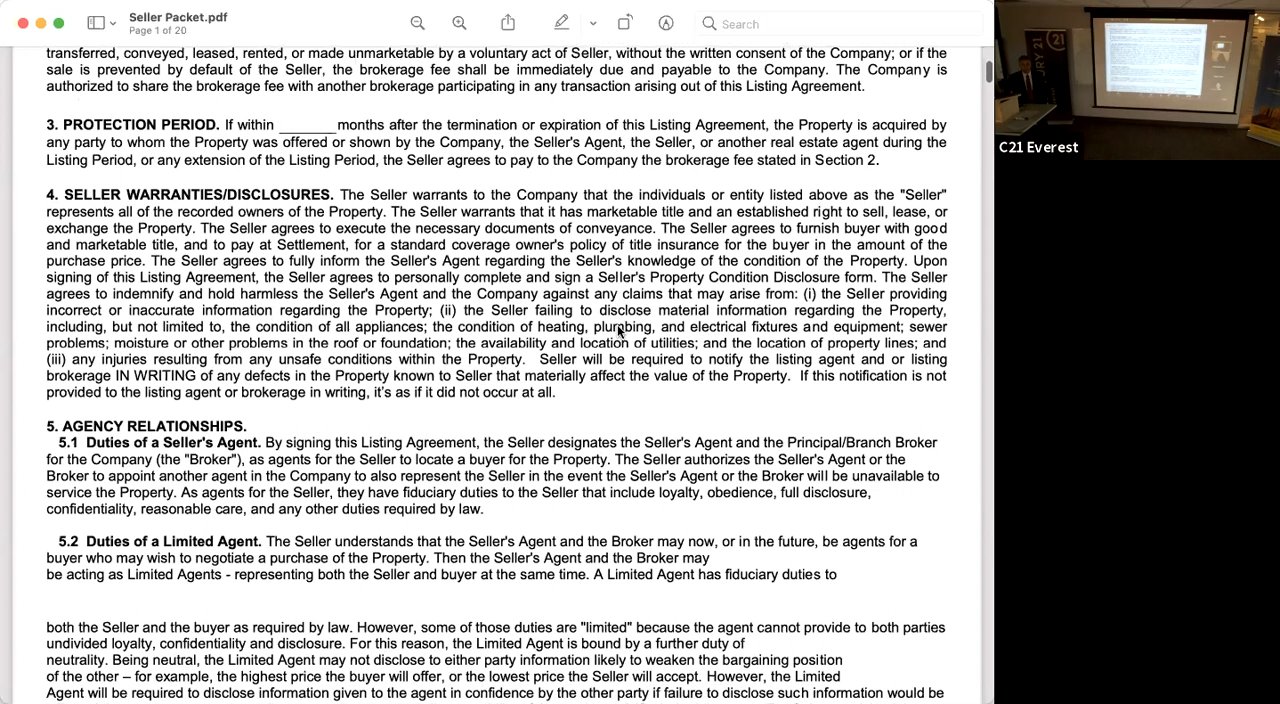 Seller Packet.pdf
Page 1 of 20
Search
transferred, conveyed, leased, rented, or made unmarketable by a voluntary act of Seller, without the written consent of the Company; or if the
sale is prevented by default of the Seller, the brokerage fee shall be immediately due and payable to the Company. The Company is
authorized to share the brokerage fee with another brokerage participating in any transaction arising out of this Listing Agreement.
3. PROTECTION PERIOD. If within _______months after the termination or expiration of this Listing Agreement, the Property is acquired by
any party to whom the Property was offered or shown by the Company, the Seller's Agent, the Seller, or another real estate agent during the
Listing Period, or any extension of the Listing Period, the Seller agrees to pay to the Company the brokerage fee stated in Section 2.
4. SELLER WARRANTIES/DISCLOSURES. The Seller warrants to the Company that the individuals or entity listed above as the "Seller"
represents all of the recorded owners of the Property. The Seller warrants that it has marketable title and an established right to sell, lease, or
exchange the Property. The Seller agrees to execute the necessary documents of conveyance. The Seller agrees to furnish buyer with good
and marketable title, and to pay at Settlement, for a standard coverage owner's policy of title insurance for the buyer in the amount of the
purchase price. The Seller agrees to fully inform the Seller's Agent regarding the Seller's knowledge of the condition of the Property. Upon
signing of this Listing Agreement, the Seller agrees to personally complete and sign a Seller's Property Condition Disclosure form. The Seller
agrees to indemnify and hold harmless the Seller's Agent and the Company against any claims that may arise from: (i) the Seller providing
incorrect or inaccurate information regarding the Property; (ii) the Seller failing to disclose material information regarding the Property,
including, but not limited to, the condition of all appliances; the condition of heating, plumbing, and electrical fixtures and equipment; sewer
problems; moisture or other problems in the roof or foundation; the availability and location of utilities; and the location of property lines; and
(iii) any injuries resulting from any unsafe conditions within the Property. Seller will be required to notify the listing agent and or listing
brokerage IN WRITING of any defects in the Property known to Seller that materially affect the value of the Property. If this notification is not
provided to the listing agent or brokerage in writing, it's as if it did not occur at all.
5. AGENCY RELATIONSHIPS.
5.1 Duties of a Seller's Agent. By signing this Listing Agreement, the Seller designates the Seller's Agent and the Principal/Branch Broker
for the Company (the "Broker"), as agents for the Seller to locate a buyer for the Property. The Seller authorizes the Seller's Agent or the
Broker to appoint another agent in the Company to also represent the Seller in the event the Seller's Agent or the Broker will be unavailable to
service the Property. As agents for the Seller, they have fiduciary duties to the Seller that include loyalty, obedience, full disclosure,
confidentiality, reasonable care, and any other duties required by law.
5.2 Duties of a Limited Agent. The Seller understands that the Seller's Agent and the Broker may now, or in the future, be agents for a
buyer who may wish to negotiate a purchase of the Property. Then the Seller's Agent and the Broker may
be acting as Limited Agents - representing both the Seller and buyer at the same time. A Limited Agent has fiduciary duties to
both the Seller and the buyer as required by law. However, some of those duties are "limited" because the agent cannot provide to both parties
undivided loyalty, confidentiality and disclosure. For this reason, the Limited Agent is bound by a further duty of
neutrality. Being neutral, the Limited Agent may not disclose to either party information likely to weaken the bargaining position
of the other – for example, the highest price the buyer will offer, or the lowest price the Seller will accept. However, the Limited
Agent will be required to disclose information given to the agent in confidence by the other party if failure to disclose such information would be
21
C21 Everest